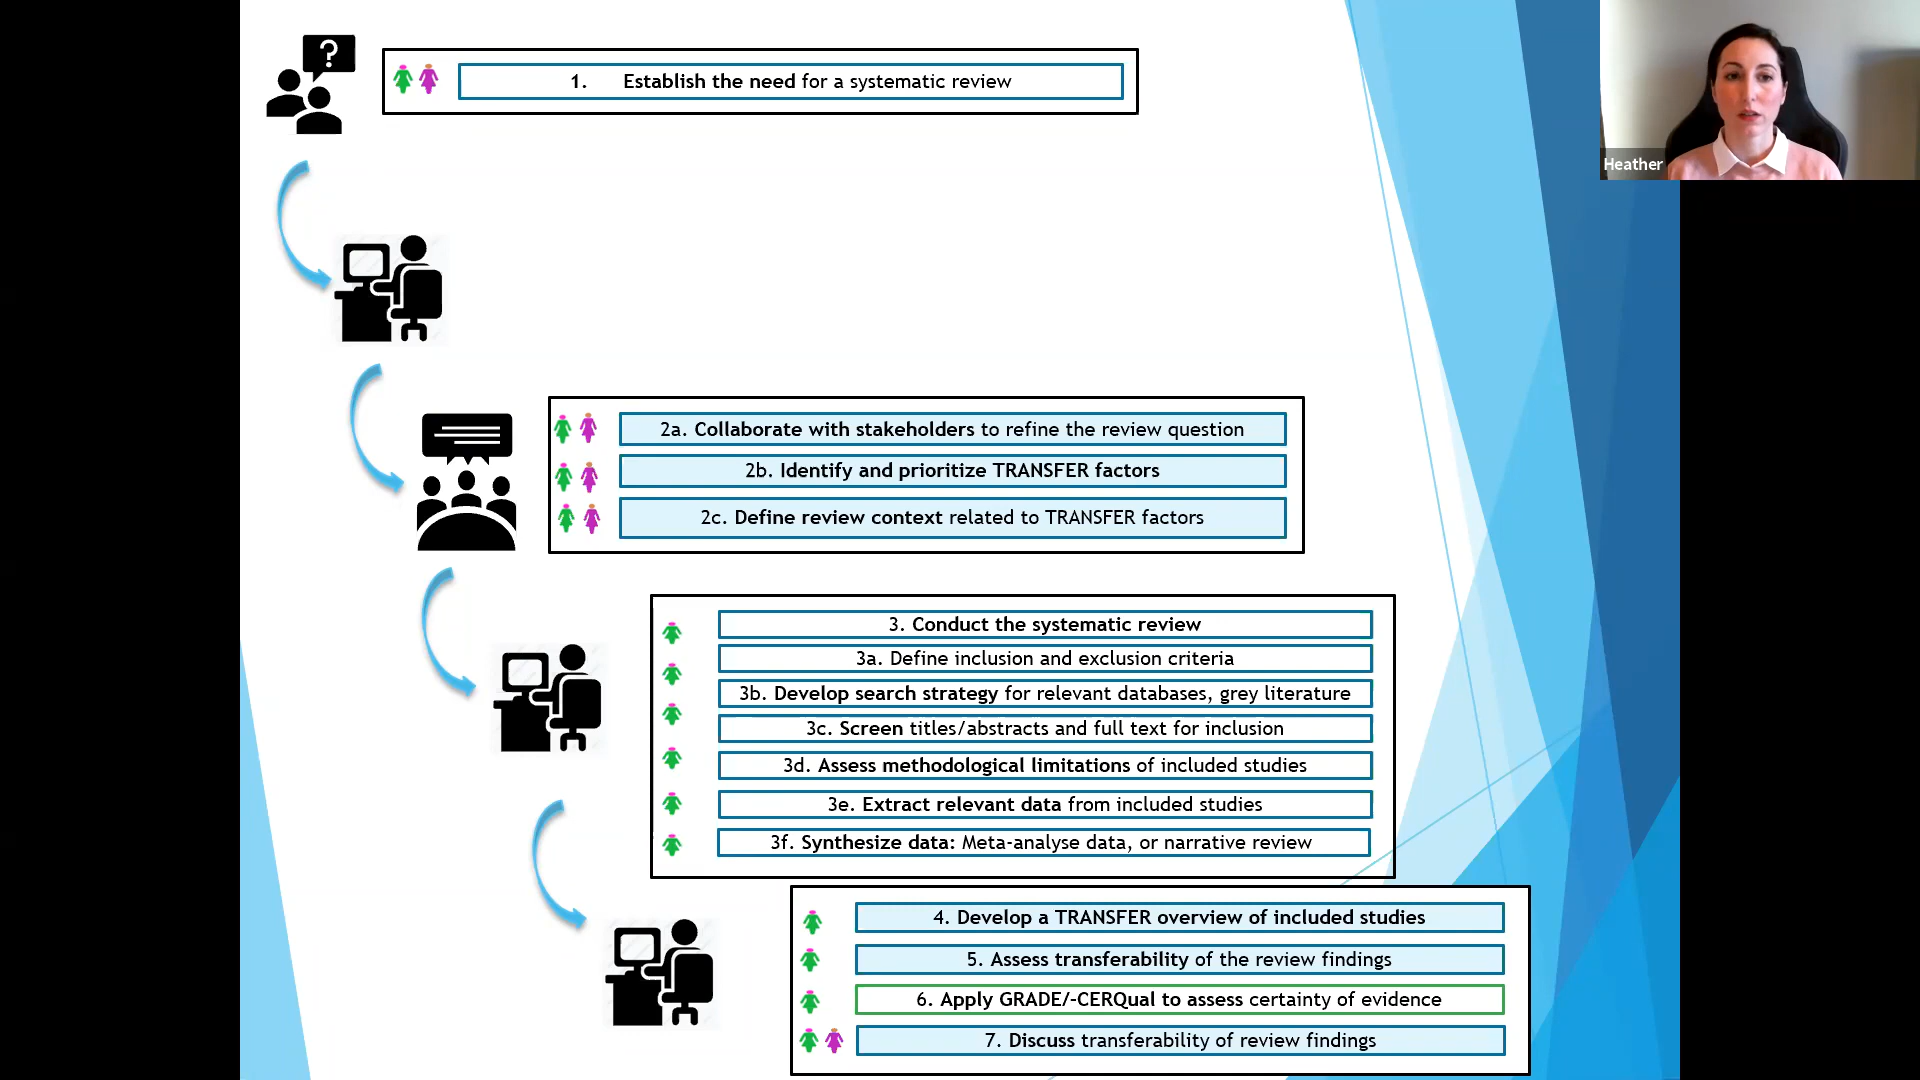 ?
1. Establish the need for a systematic review
Heather
2a. Collaborate with stakeholders to refine the review question
2b. Identify and prioritize TRANSFER factors
2c. Define review context related to TRANSFER factors
3. Conduct the systematic review
3a. Define inclusion and exclusion criteria
3b. Develop search strategy for relevant databases, grey literature
3c. Screen titles/abstracts and full text for inclusion
3d. Assess methodological limitations of included studies
3e. Extract relevant data from included studies
3f. Synthesize data: Meta-analyse data, or narrative review
4. Develop a TRANSFER overview of included studies
5. Assess transferability of the review findings
6. Apply GRADE/-CERQual to assess certainty of evidence
7. Discuss transferability of review findings